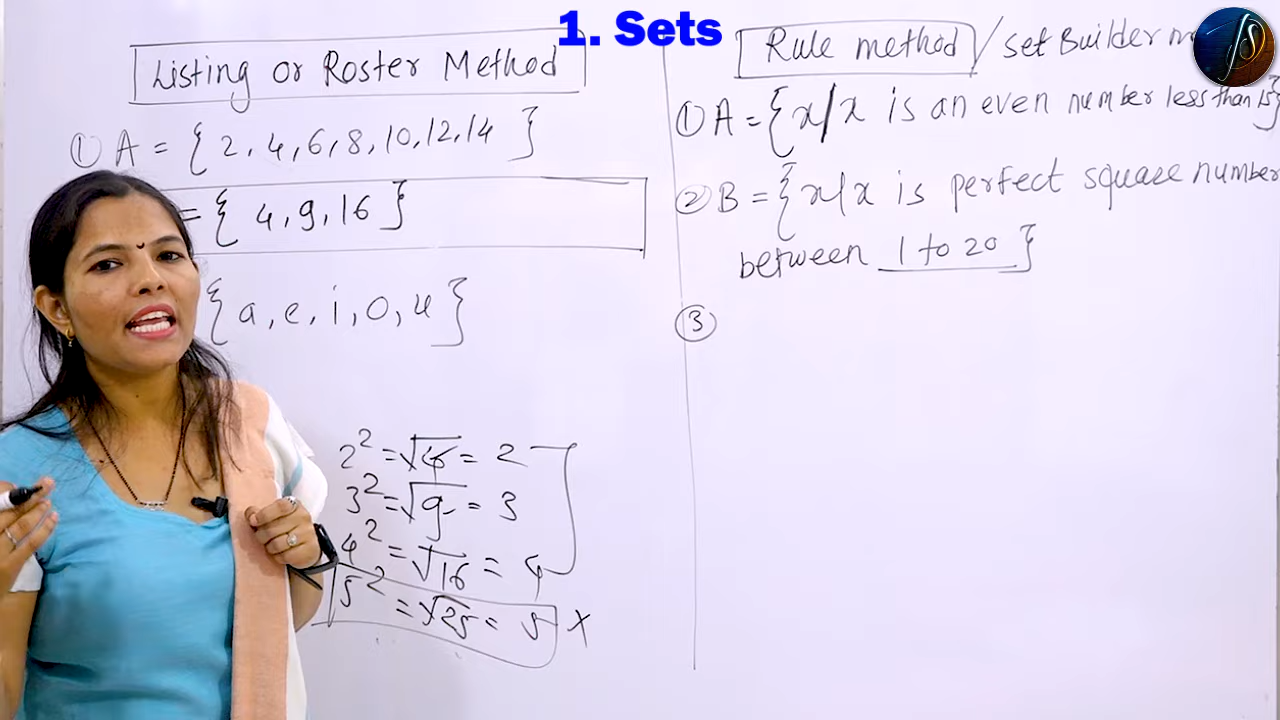 1. Sets
Listing or Roster Method
① A = { 2, 4, 6, 8, 10, 12, 14 }
= { 4, 9, 16 }
{ a, e, i, o, u }
2² = √4 = 2
3² = √9 = 3
4² = √16 = 4
5² = √25 = 5 ×
Rule method / set Builder
① A = { x/x is an even number less than 15 }
② B = { x/x is perfect square number
between 1 to 20 }
③